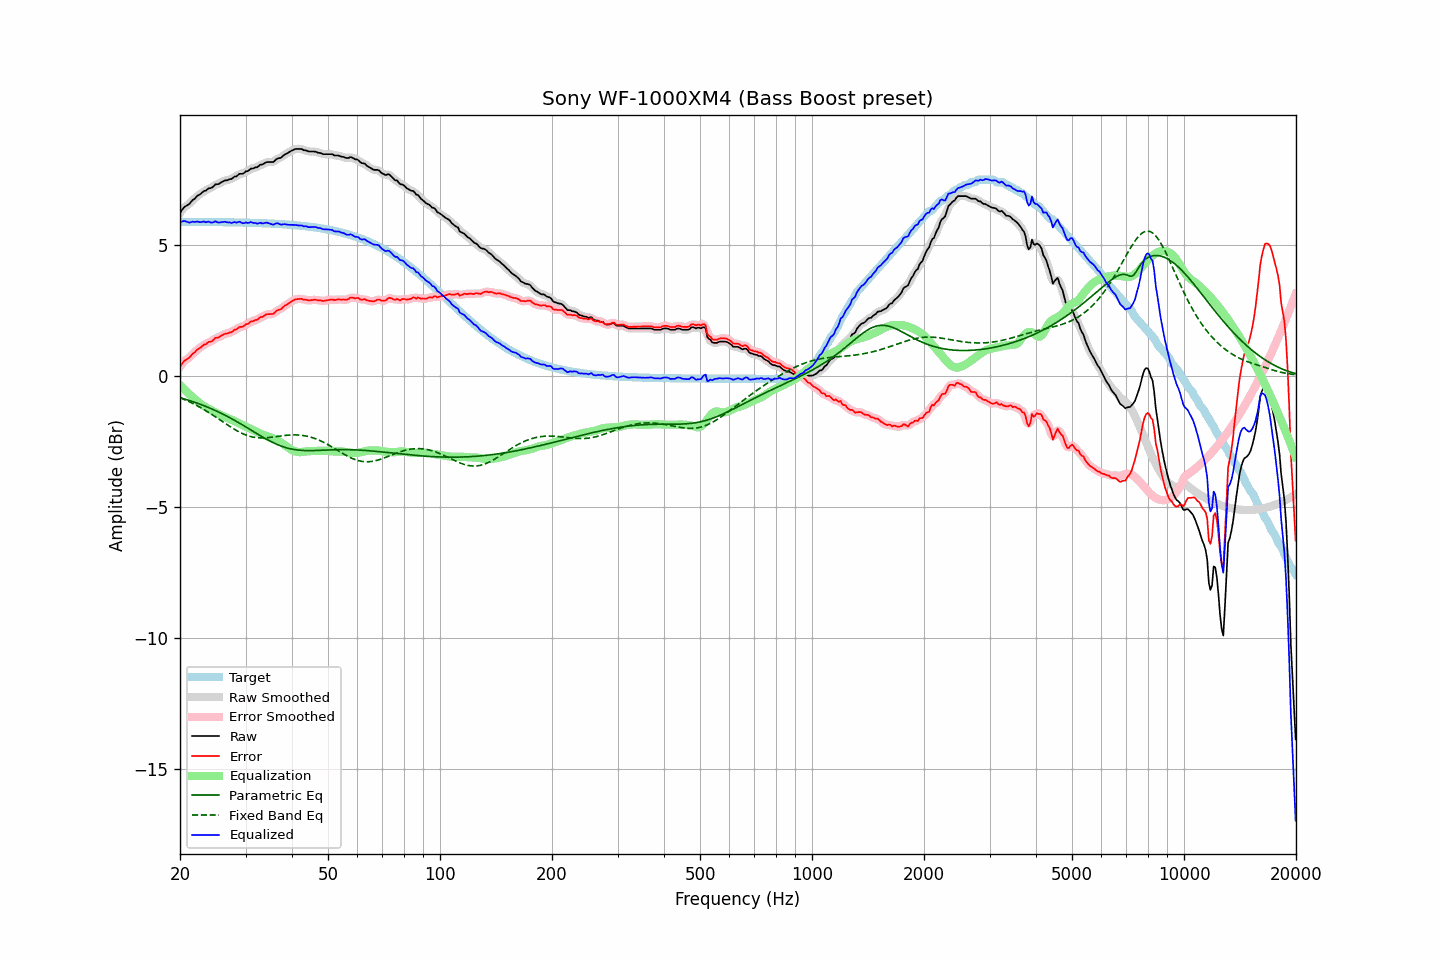 Sony WF-1000XM4 (Bass Boost preset)
Amplitude (dBr)
5
0
−5
−10
−15
Target
Raw Smoothed
Error Smoothed
Raw
Error
Equalization
Parametric Eq
Fixed Band Eq
Equalized
20 50 100 200 500 1000 2000 5000 10000 20000
Frequency (Hz)